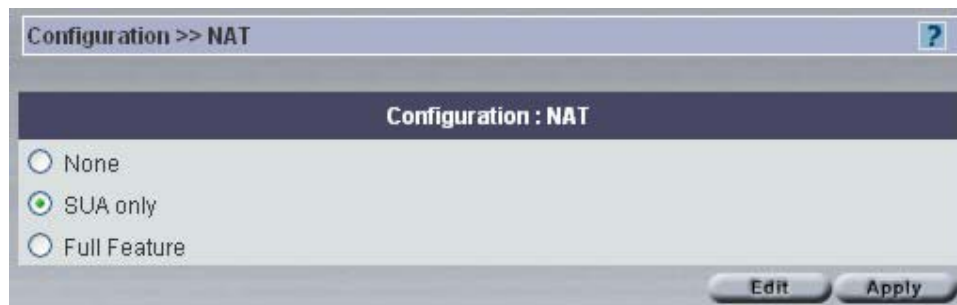 Configuration >> NAT ?
Configuration : NAT
None
SUA only
Full Feature
Edit Apply